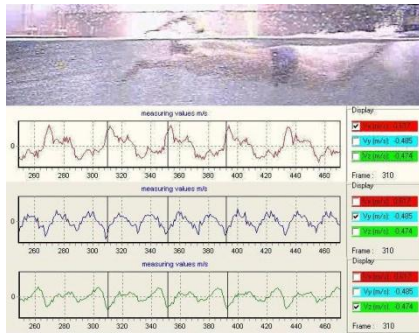 measuring values m/s
Display
Vy (m/s) -0,485
Vz (m/s) -0,474
0
260 280 300 320 340 360 380 400 420 440 460
Frame : 310
measuring values m/s
Display
Vy (m/s) -0,485
Vz (m/s) -0,474
0
260 280 300 320 340 360 380 400 420 440 460
Frame : 310
measuring values m/s
Display
Vy (m/s) -0,485
Vz (m/s) -0,474
0
260 280 300 320 340 360 380 400 420 440 460
Frame : 310